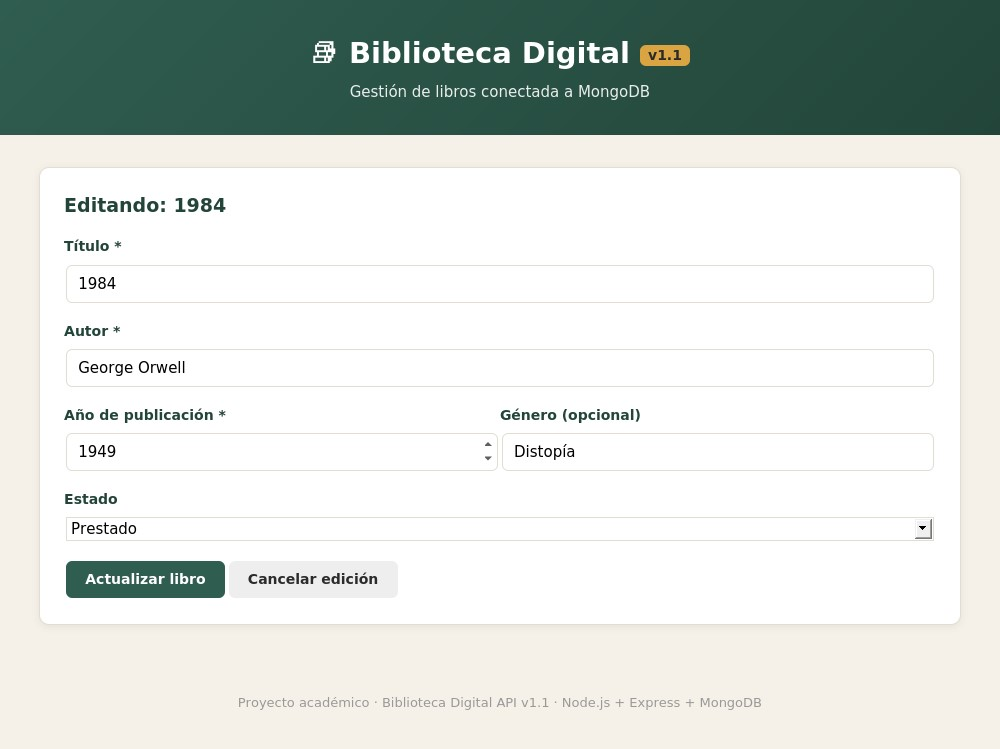 Biblioteca Digital v1.1
Gestión de libros conectada a MongoDB
Editando: 1984
Título *
1984
Autor *
George Orwell
Año de publicación *
1949
Género (opcional)
Distopía
Estado
Prestado
Actualizar libro
Cancelar edición
Proyecto académico · Biblioteca Digital API v1.1 · Node.js + Express + MongoDB